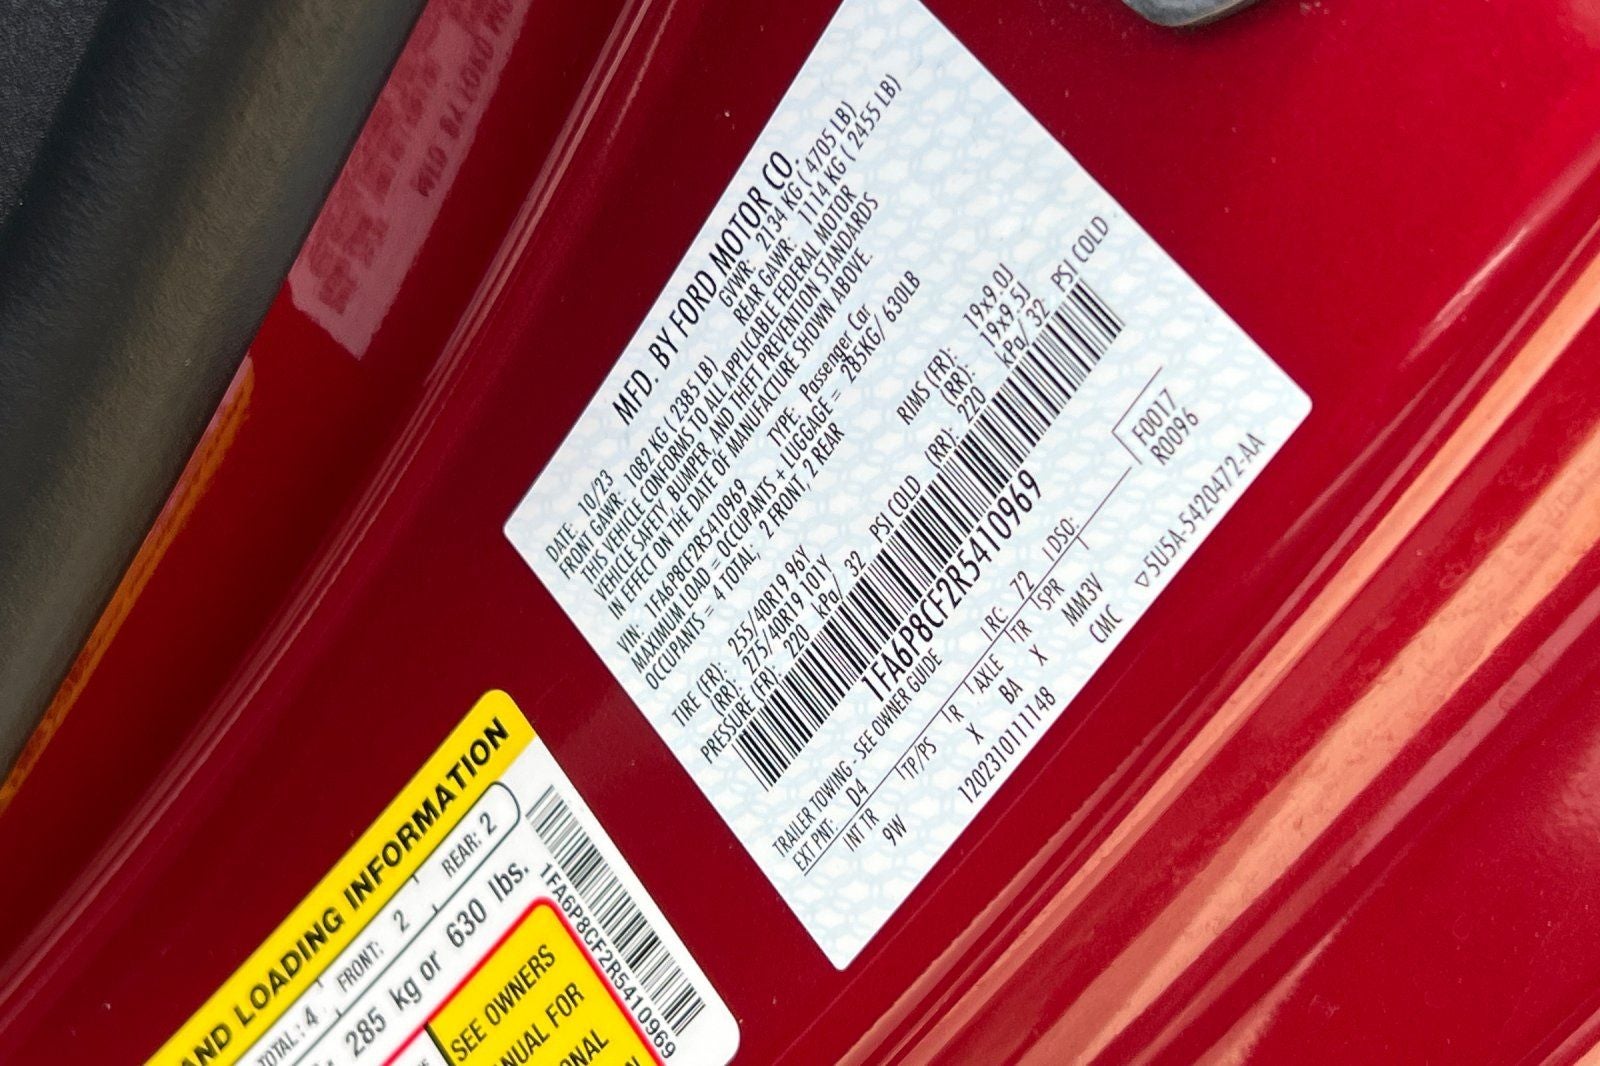 MFD. BY FORD MOTOR CO.
DATE: 10/23 GVWR: 2134 KG ( 4705 LB)
FRONT GAWR: 1082 KG ( 2385 LB) REAR GAWR: 1114 KG ( 2455 LB)
THIS VEHICLE CONFORMS TO ALL APPLICABLE FEDERAL MOTOR
VEHICLE SAFETY, BUMPER, AND THEFT PREVENTION STANDARDS
IN EFFECT ON THE DATE OF MANUFACTURE SHOWN ABOVE.
VIN: 1FA6P8CF2R5410969 TYPE: Passenger Car
MAXIMUM LOAD = OCCUPANTS + LUGGAGE = 285KG/ 630LB
OCCUPANTS = 4 TOTAL; 2 FRONT, 2 REAR
TIRE (FR): 255/40R19 96Y RIMS (FR): 19x9.0J
(RR): 275/40R19 101Y (RR): 19x9.5J
PRESSURE (FR): 220 kPa/ 32 PSI COLD (RR): 220 kPa/ 32 PSI COLD
1FA6P8CF2R5410969
TRAILER TOWING - SEE OWNER GUIDE
EXT PNT: D4 RC: 72 DSO: F0017
R0096
INT TR TP/PS R AXLE TR SPR
9W X BA X MM3V
120231011148 CMC ▽5U5A-5420472-AA
AND LOADING INFORMATION
TOTAL: 4 FRONT: 2 REAR: 2
285 kg or 630 lbs.
SEE OWNERS
NUAL FOR
ONAL
1FA6P8CF2R5410969